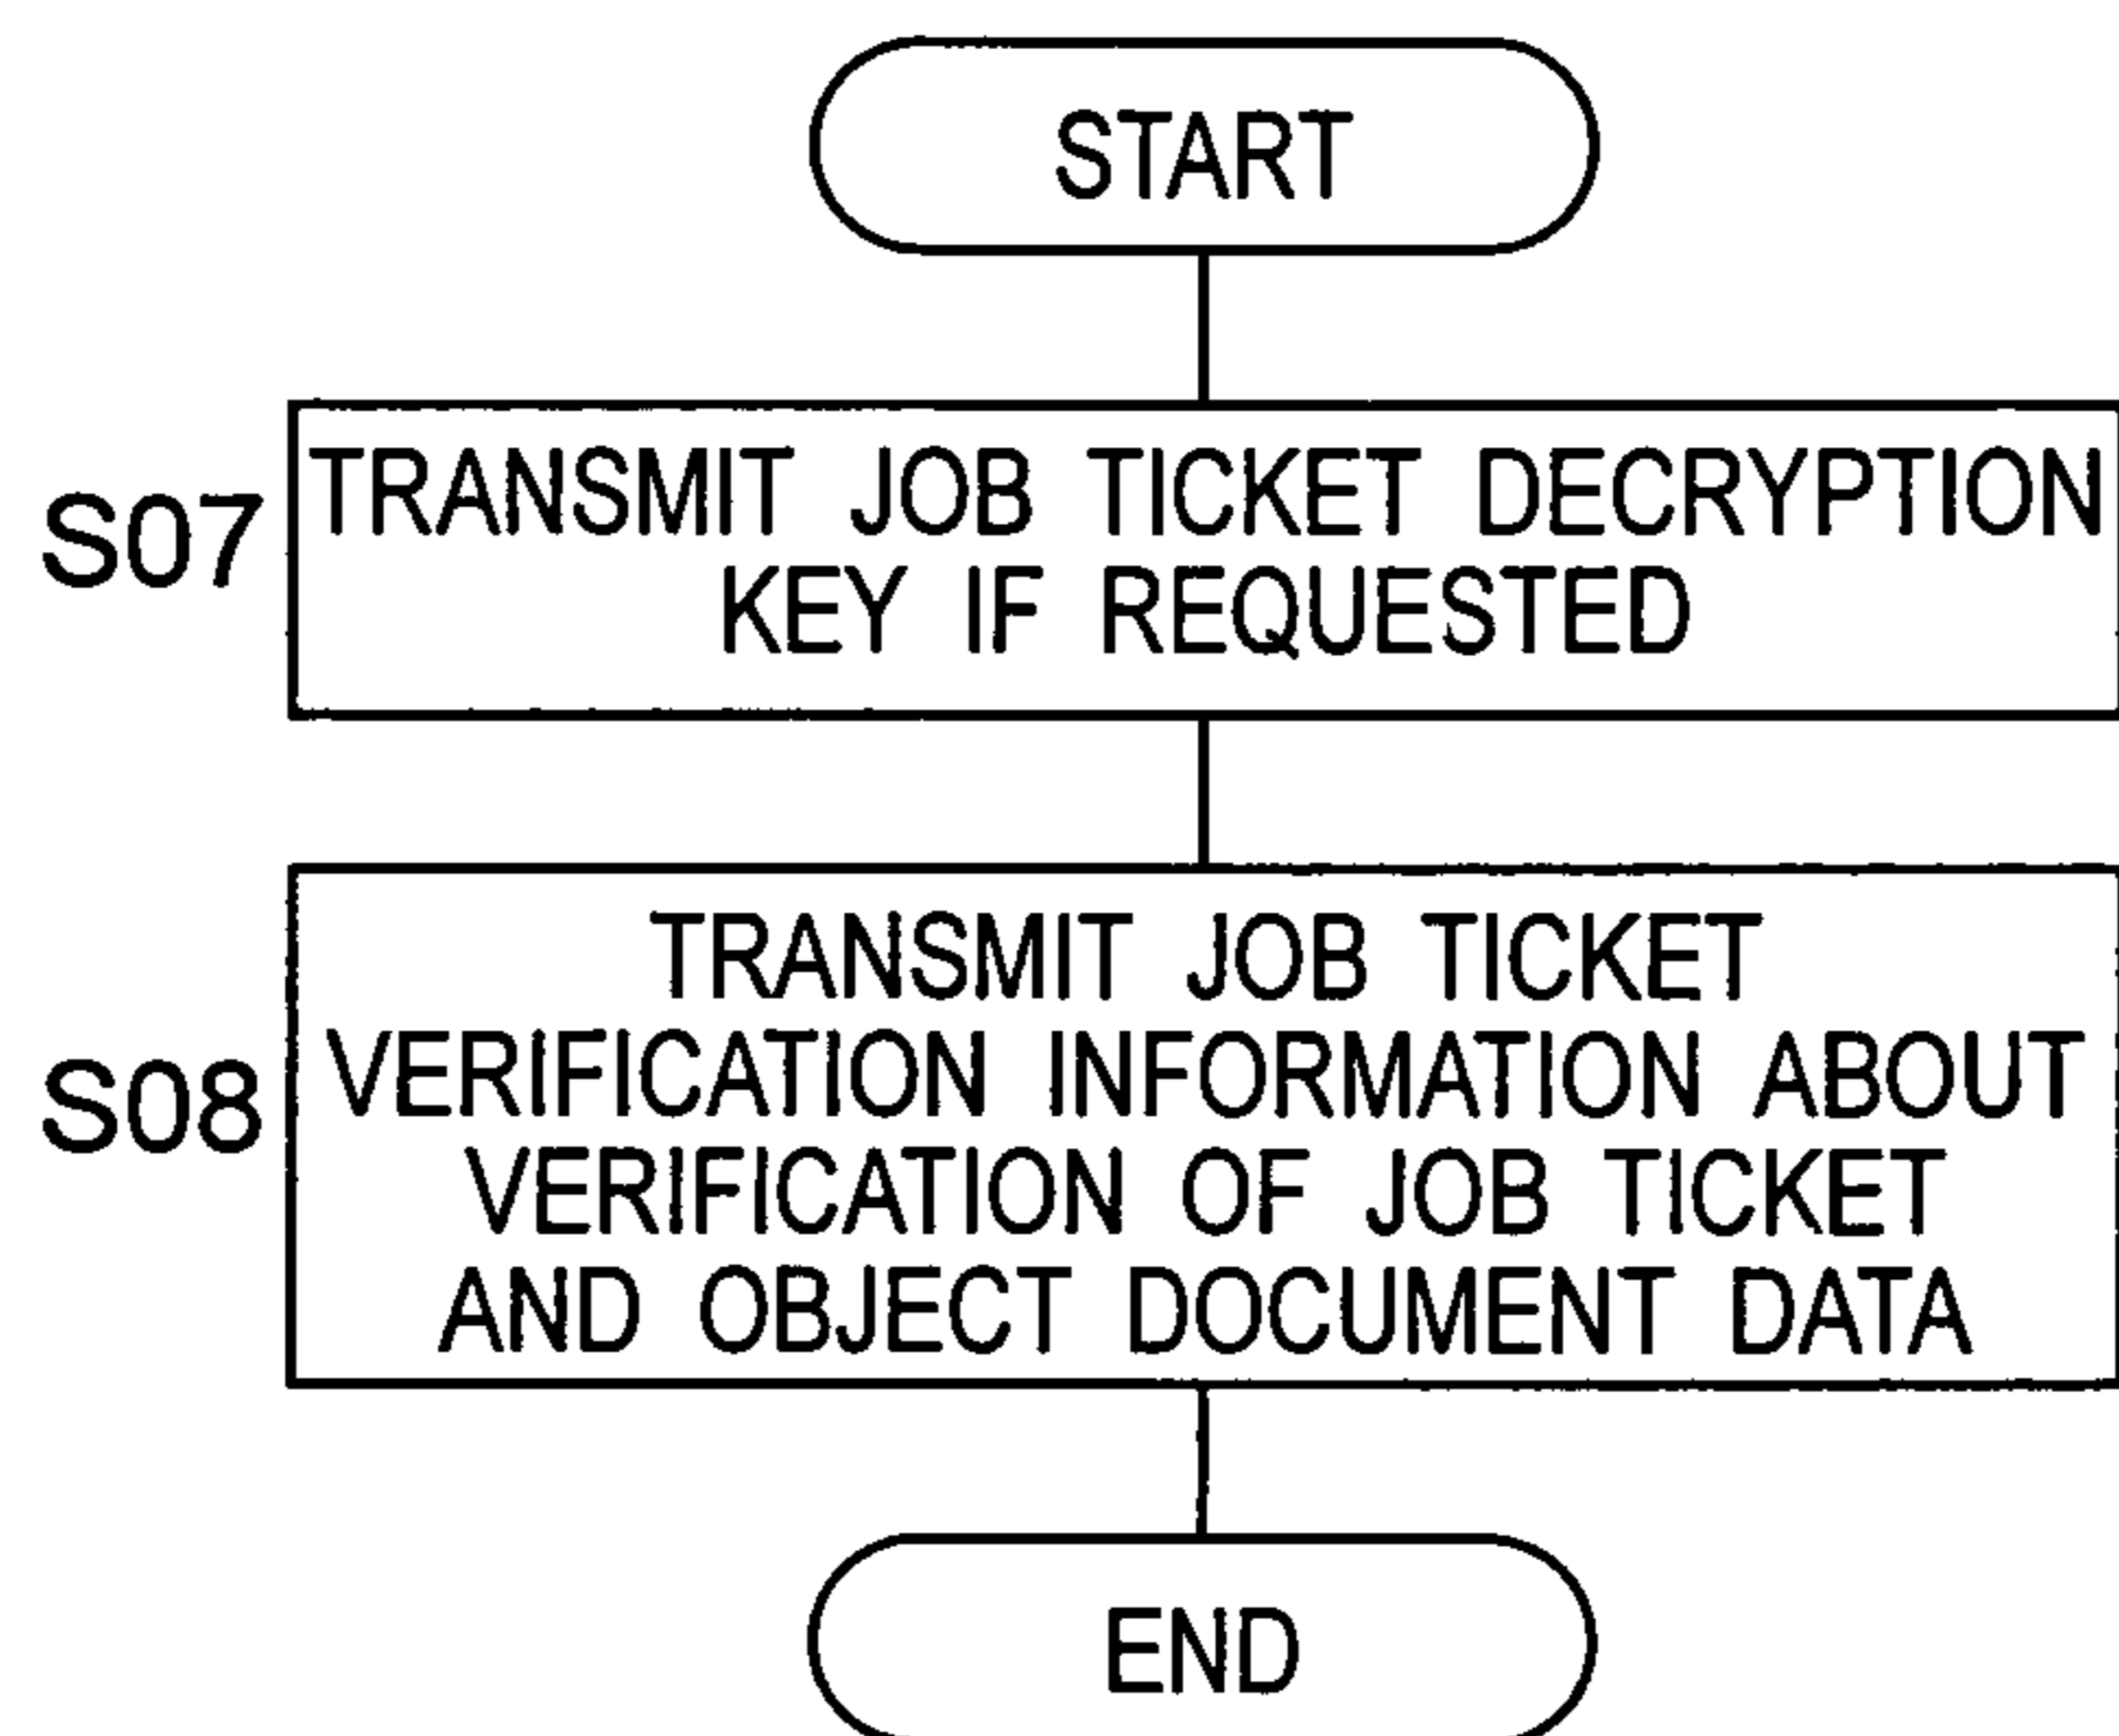 START
S07
TRANSMIT JOB TICKET DECRYPTION
KEY IF REQUESTED
S08
TRANSMIT JOB TICKET
VERIFICATION INFORMATION ABOUT
VERIFICATION OF JOB TICKET
AND OBJECT DOCUMENT DATA
END